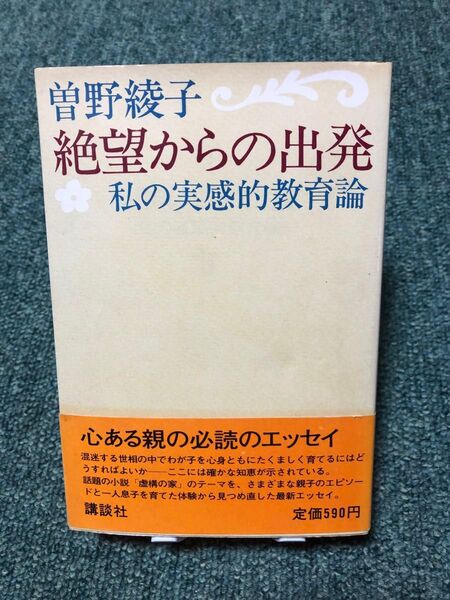 曽野綾子
絶望からの出発
私の実感的教育論
心ある親の必読のエッセイ
混迷する世相の中でわが子を心身ともにたくましく育てるにはど
うすればよいか──ここには確かな知恵が示されている。
話題の小説「虚構の家」のテーマを、さまざまな親子のエピソー
ドと一人息子を育てた体験から見つめ直した最新エッセイ。
講談社
定価590円